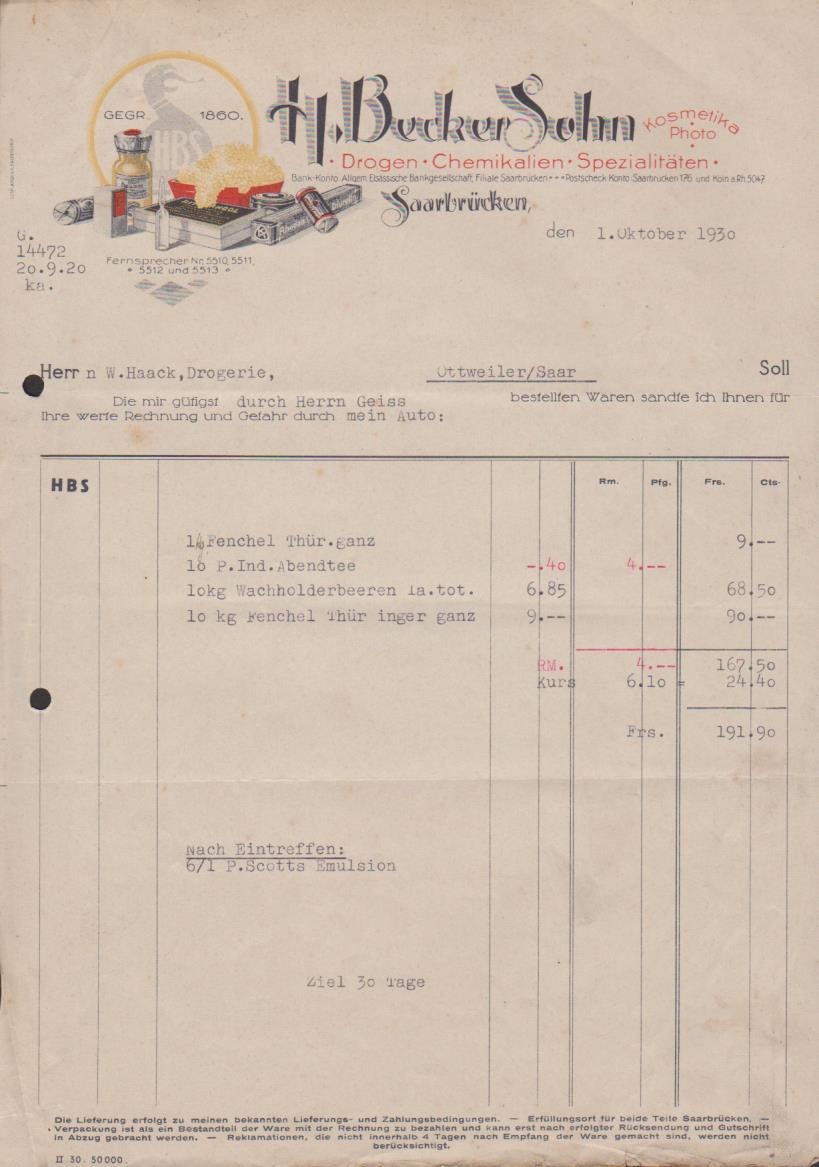 GEGR. 1860.
HBS
H. Becker Sohn
Kosmetika
Photo
• Drogen • Chemikalien • Spezialitäten •
Bank-Konto: Allgem. Elsässische Bankgesellschaft, Filiale Saarbrücken • • • Postscheck Konto: Saarbrücken 176 und Köln a. Rh. 5047.
Saarbrücken,
den 1.Oktober 1930
G.
14472
20.9.20
ka.
Fernsprecher Nr. 5510, 5511,
• 5512 und 5513 •
Herr n W.Haack,Drogerie, Ottweiler/Saar Soll
Die mir gütigst durch Herrn Geiss bestellten Waren sandte ich Ihnen für
Ihre werte Rechnung und Gefahr durch mein Auto:
HBS Rm. Pfg. Frs. Cts.
1 Fenchel Thür.ganz 9.--
10 P.Ind.Abendtee -.40 4.--
10kg Wachholderbeeren 1a.tot. 6.85 68.50
10 kg Fenchel Thür inger ganz 9.-- 90.--
RM. 4.-- 167.50
Kurs 6.10 = 24.40
Frs. 191.90
Nach Eintreffen:
6/1 P.Scotts Emulsion
Ziel 30 Tage
Die Lieferung erfolgt zu meinen bekannten Lieferungs- und Zahlungsbedingungen. — Erfüllungsort für beide Teile Saarbrücken. —
Verpackung ist als ein Bestandteil der Ware mit der Rechnung zu bezahlen und kann erst nach erfolgter Rücksendung und Gutschrift
in Abzug gebracht werden. — Reklamationen, die nicht innerhalb 4 Tagen nach Empfang der Ware gemacht sind, werden nicht
berücksichtigt.
II. 30. 50000.